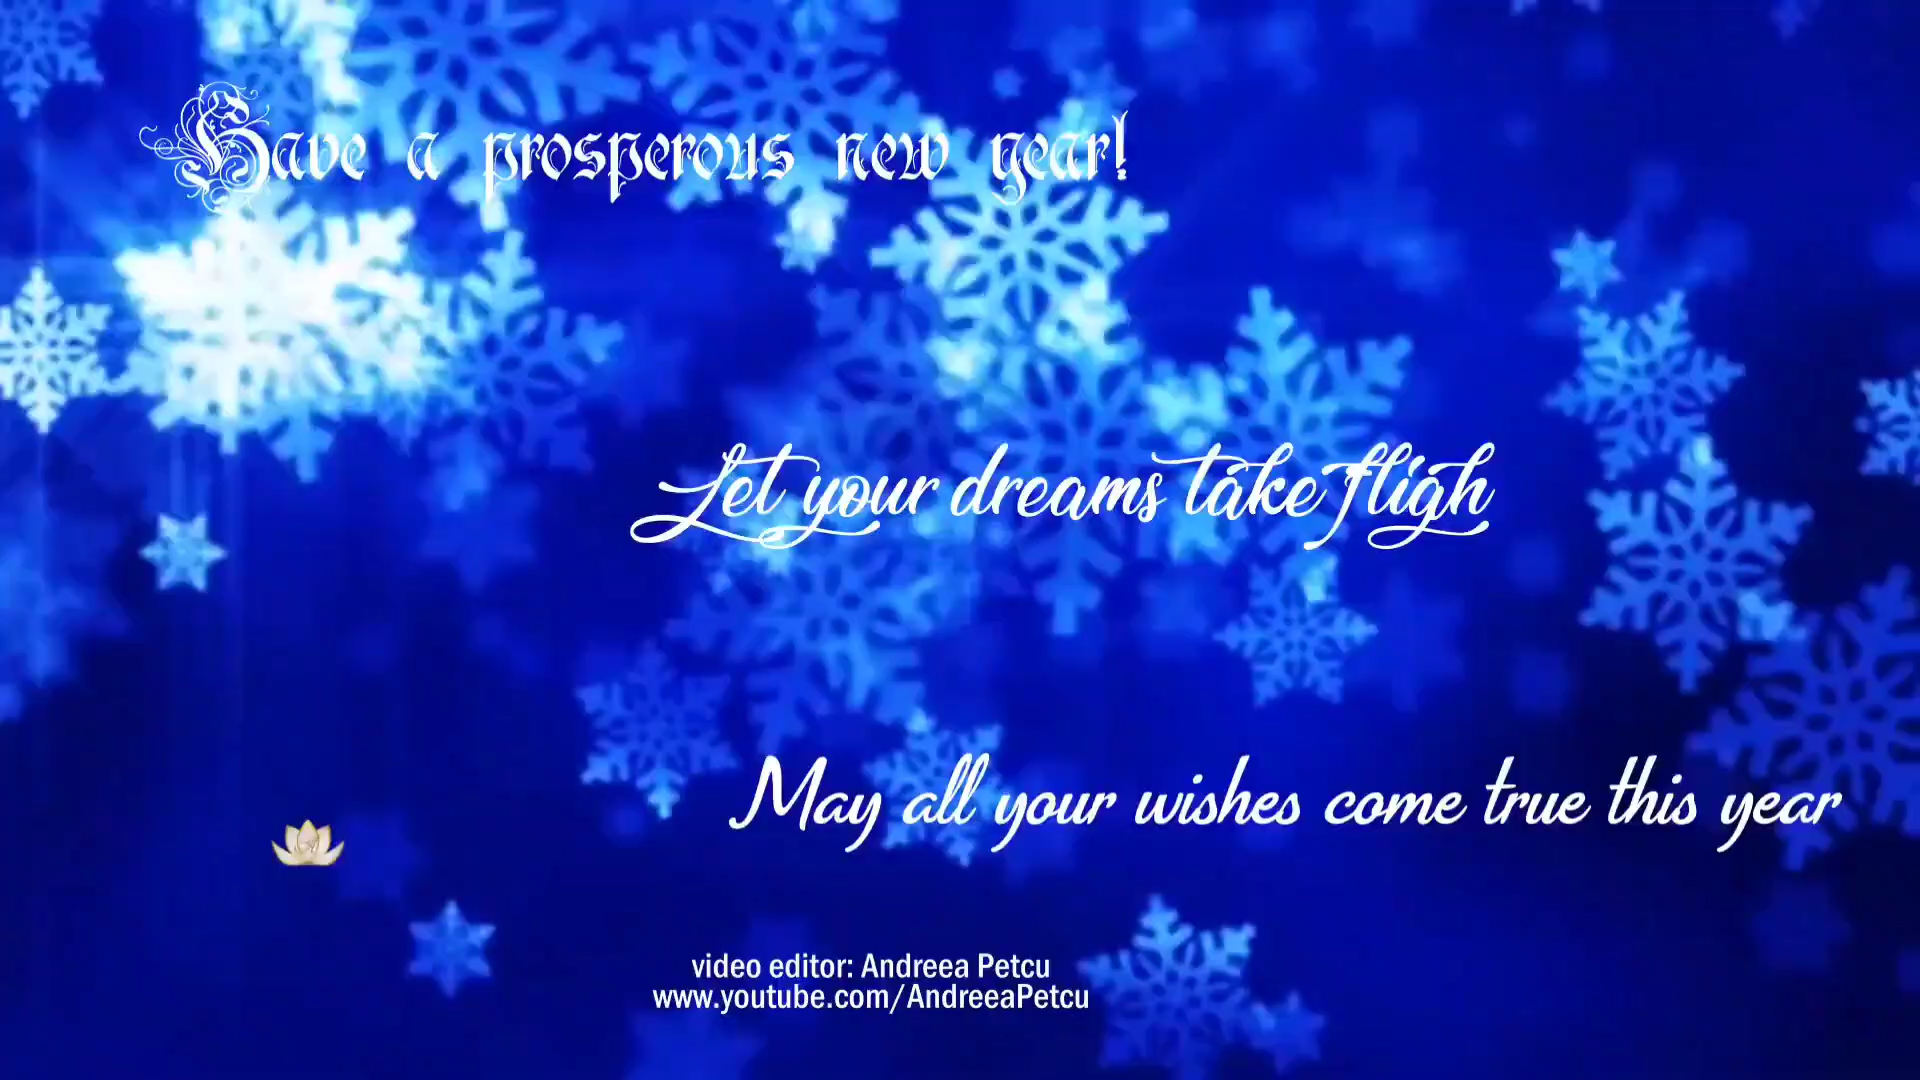 Have a prosperous new year!
Let your dreams take fligh
May all your wishes come true this year
video editor: Andreea Petcu
www.youtube.com/AndreeaPetcu